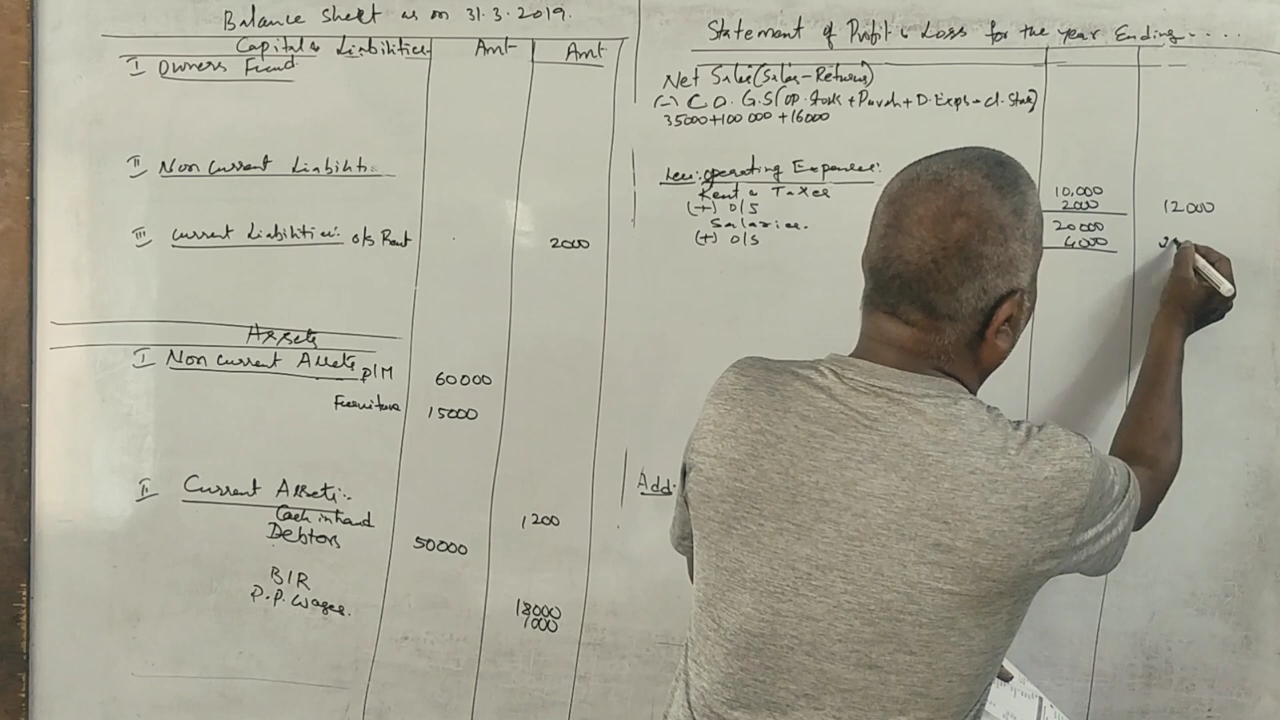 Balance Sheet as on 31.3.2019.
Capital & Liabilities Amt Amt
I Owners Fund
II Non Current Liabiliti..
III Current Liabilities: o/s Rent 2000
Assets
I Non Current Assets P/M 60000
Furniture 15000
II Current Assets:-
Cash in hand 1200
Debtors 50000
B/R 18000
P.P. Wages. 1000
Statement of Profit & Loss for the year Ending....
Net Sales (Sales - Returns)
(-) C.O.G.S (OP. Stock + Purch + D. Exps - Cl. Stock)
35000+100 000 +16000
Less: operating Expenses:
Rent & Taxes 10,000
(+) O/S 2000 12000
Salaries. 20000
(+) O/S 4000
Add: